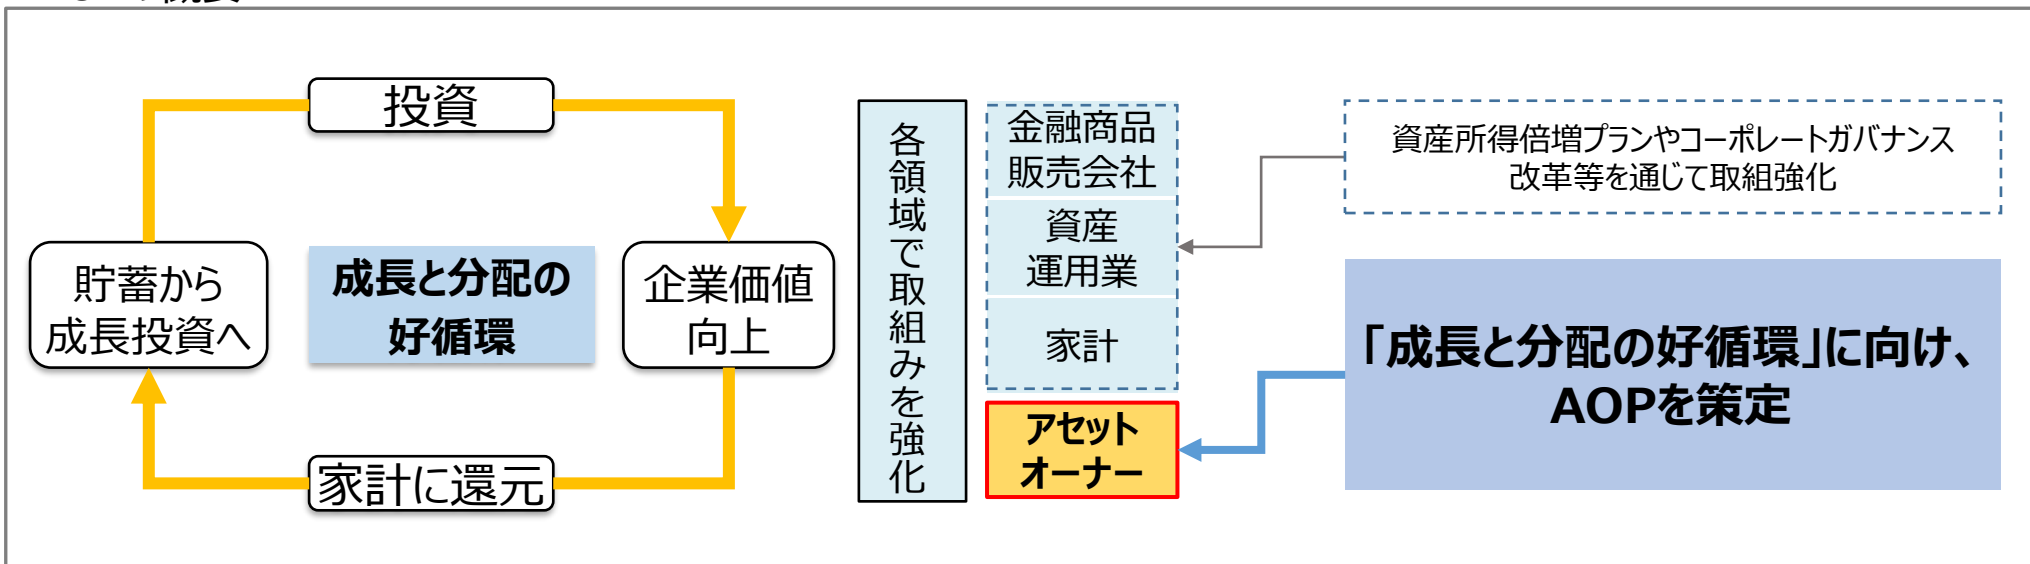 投資
貯蓄から
成長投資へ
成長と分配の
好循環
企業価値
向上
家計に還元
各領域で取組みを強化
金融商品
販売会社
資産
運用業
家計
アセット
オーナー
資産所得倍増プランやコーポレートガバナンス
改革等を通じて取組強化
「成長と分配の好循環」に向け、
AOPを策定